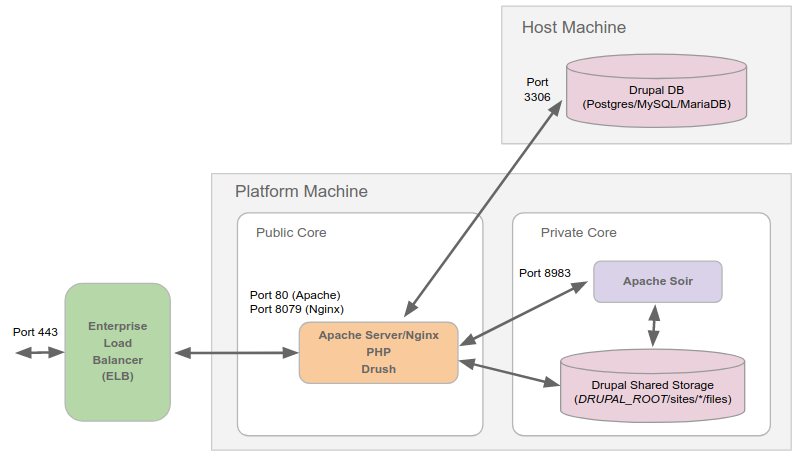 Host Machine
Port
3306
Drupal DB
(Postgres/MySQL/MariaDB)
Platform Machine
Public Core
Private Core
Port 8983
Apache Soir
Port 80 (Apache)
Port 8079 (Nginx)
Port 443
Enterprise
Load
Balancer
(ELB)
Apache Server/Nginx
PHP
Drush
Drupal Shared Storage
(DRUPAL_ROOT/sites/*/files)